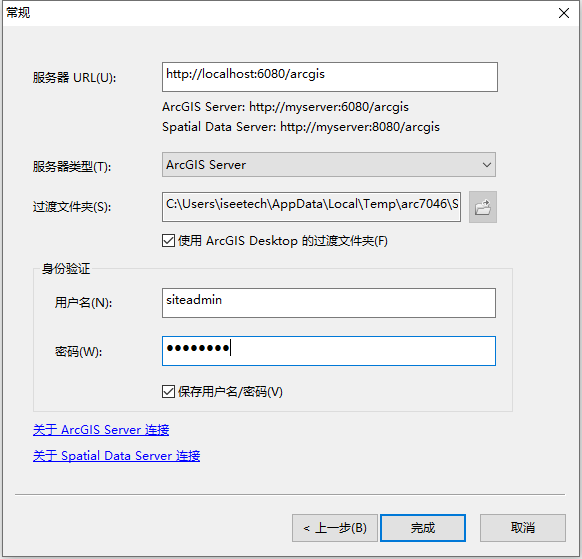 常规
服务器 URL(U):
http://localhost:6080/arcgis
ArcGIS Server: http://myserver:6080/arcgis
Spatial Data Server: http://myserver:8080/arcgis
服务器类型(T):
ArcGIS Server
过渡文件夹(S):
C:\Users\iseetech\AppData\Local\Temp\arc7046\S
使用 ArcGIS Desktop 的过渡文件夹(F)
身份验证
用户名(N):
siteadmin
密码(W):
●●●●●●●●
保存用户名/密码(V)
关于 ArcGIS Server 连接
关于 Spatial Data Server 连接
< 上一步(B)
完成
取消